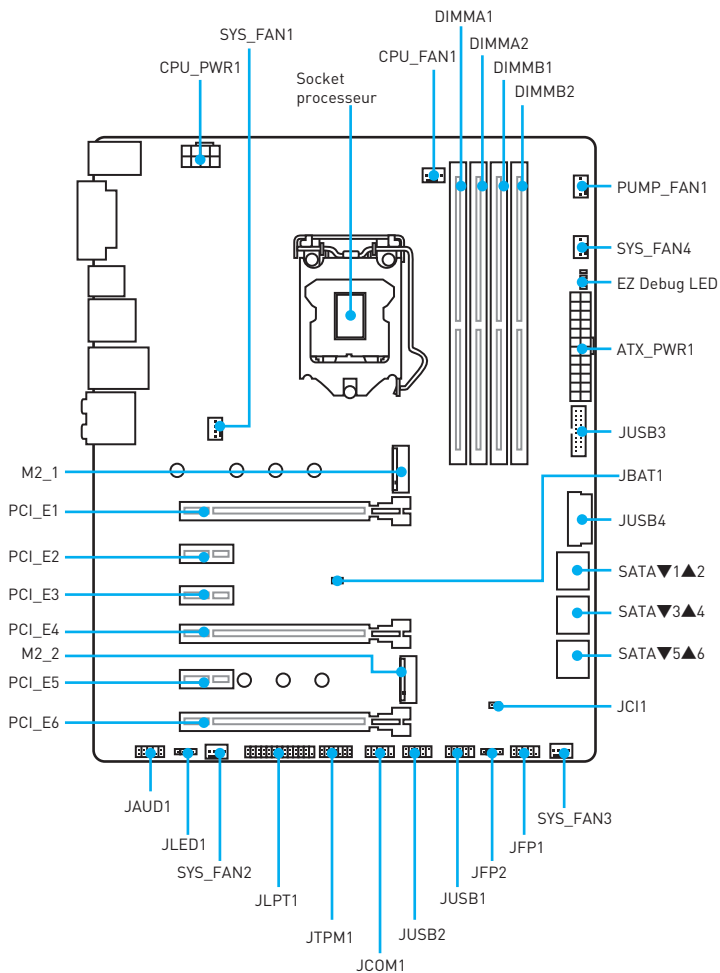 DIMMA1
SYS_FAN1
DIMMA2
CPU_FAN1
DIMMB1
CPU_PWR1
Socket
processeur
DIMMB2
PUMP_FAN1
SYS_FAN4
EZ Debug LED
ATX_PWR1
JUSB3
M2_1
JBAT1
PCI_E1
JUSB4
PCI_E2
SATA▼1▲2
PCI_E3
SATA▼3▲4
PCI_E4
M2_2
SATA▼5▲6
PCI_E5
JCI1
PCI_E6
JAUD1
SYS_FAN3
JLED1
JFP1
SYS_FAN2
JFP2
JLPT1
JUSB1
JTPM1
JUSB2
JCOM1